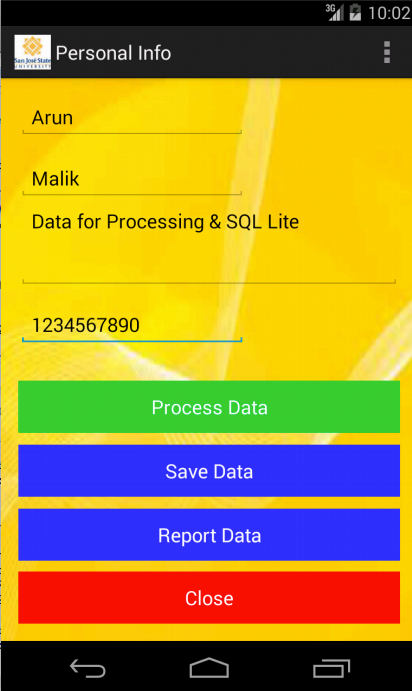 3G 10:02
San José State
UNIVERSITY
Personal Info
Arun
Malik
Data for Processing & SQL Lite
1234567890
Process Data
Save Data
Report Data
Close